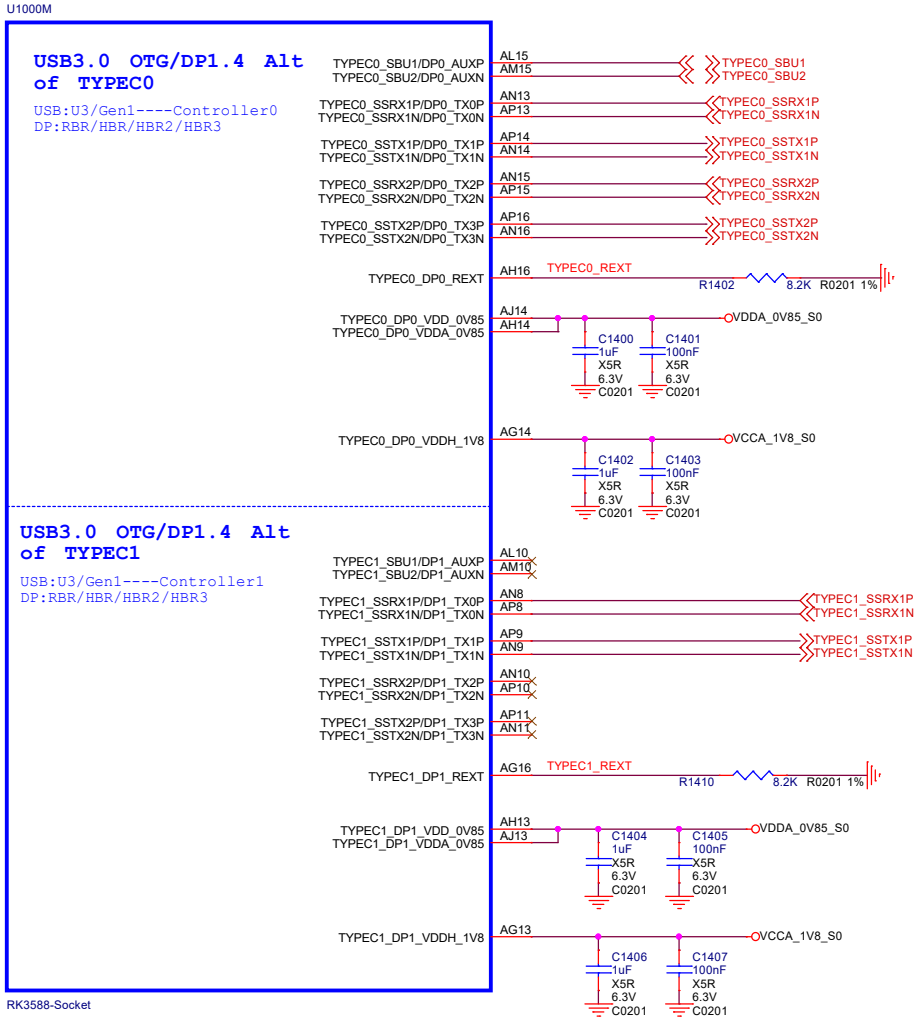 U1000M
USB3.0 OTG/DP1.4 Alt
of TYPEC0
USB:U3/Gen1----Controller0
DP:RBR/HBR/HBR2/HBR3
TYPEC0_SBU1/DP0_AUXP AL15 TYPEC0_SBU1
TYPEC0_SBU2/DP0_AUXN AM15 TYPEC0_SBU2
TYPEC0_SSRX1P/DP0_TX0P AN13 TYPEC0_SSRX1P
TYPEC0_SSRX1N/DP0_TX0N AP13 TYPEC0_SSRX1N
TYPEC0_SSTX1P/DP0_TX1P AP14 TYPEC0_SSTX1P
TYPEC0_SSTX1N/DP0_TX1N AN14 TYPEC0_SSTX1N
TYPEC0_SSRX2P/DP0_TX2P AN15 TYPEC0_SSRX2P
TYPEC0_SSRX2N/DP0_TX2N AP15 TYPEC0_SSRX2N
TYPEC0_SSTX2P/DP0_TX3P AP16 TYPEC0_SSTX2P
TYPEC0_SSTX2N/DP0_TX3N AN16 TYPEC0_SSTX2N
TYPEC0_DP0_REXT AH16 TYPEC0_REXT
R1402 8.2K R0201 1%
TYPEC0_DP0_VDD_0V85 AJ14 VDDA_0V85_S0
TYPEC0_DP0_VDDA_0V85 AH14
C1400 C1401
1uF 100nF
X5R X5R
6.3V 6.3V
C0201 C0201
TYPEC0_DP0_VDDH_1V8 AG14 VCCA_1V8_S0
C1402 C1403
1uF 100nF
X5R X5R
6.3V 6.3V
C0201 C0201
USB3.0 OTG/DP1.4 Alt
of TYPEC1
USB:U3/Gen1----Controller1
DP:RBR/HBR/HBR2/HBR3
TYPEC1_SBU1/DP1_AUXP AL10
TYPEC1_SBU2/DP1_AUXN AM10
TYPEC1_SSRX1P/DP1_TX0P AN8 TYPEC1_SSRX1P
TYPEC1_SSRX1N/DP1_TX0N AP8 TYPEC1_SSRX1N
TYPEC1_SSTX1P/DP1_TX1P AP9 TYPEC1_SSTX1P
TYPEC1_SSTX1N/DP1_TX1N AN9 TYPEC1_SSTX1N
TYPEC1_SSRX2P/DP1_TX2P AN10
TYPEC1_SSRX2N/DP1_TX2N AP10
TYPEC1_SSTX2P/DP1_TX3P AP11
TYPEC1_SSTX2N/DP1_TX3N AN11
TYPEC1_DP1_REXT AG16 TYPEC1_REXT
R1410 8.2K R0201 1%
TYPEC1_DP1_VDD_0V85 AH13 VDDA_0V85_S0
TYPEC1_DP1_VDDA_0V85 AJ13
C1404 C1405
1uF 100nF
X5R X5R
6.3V 6.3V
C0201 C0201
TYPEC1_DP1_VDDH_1V8 AG13 VCCA_1V8_S0
C1406 C1407
1uF 100nF
X5R X5R
6.3V 6.3V
C0201 C0201
RK3588-Socket